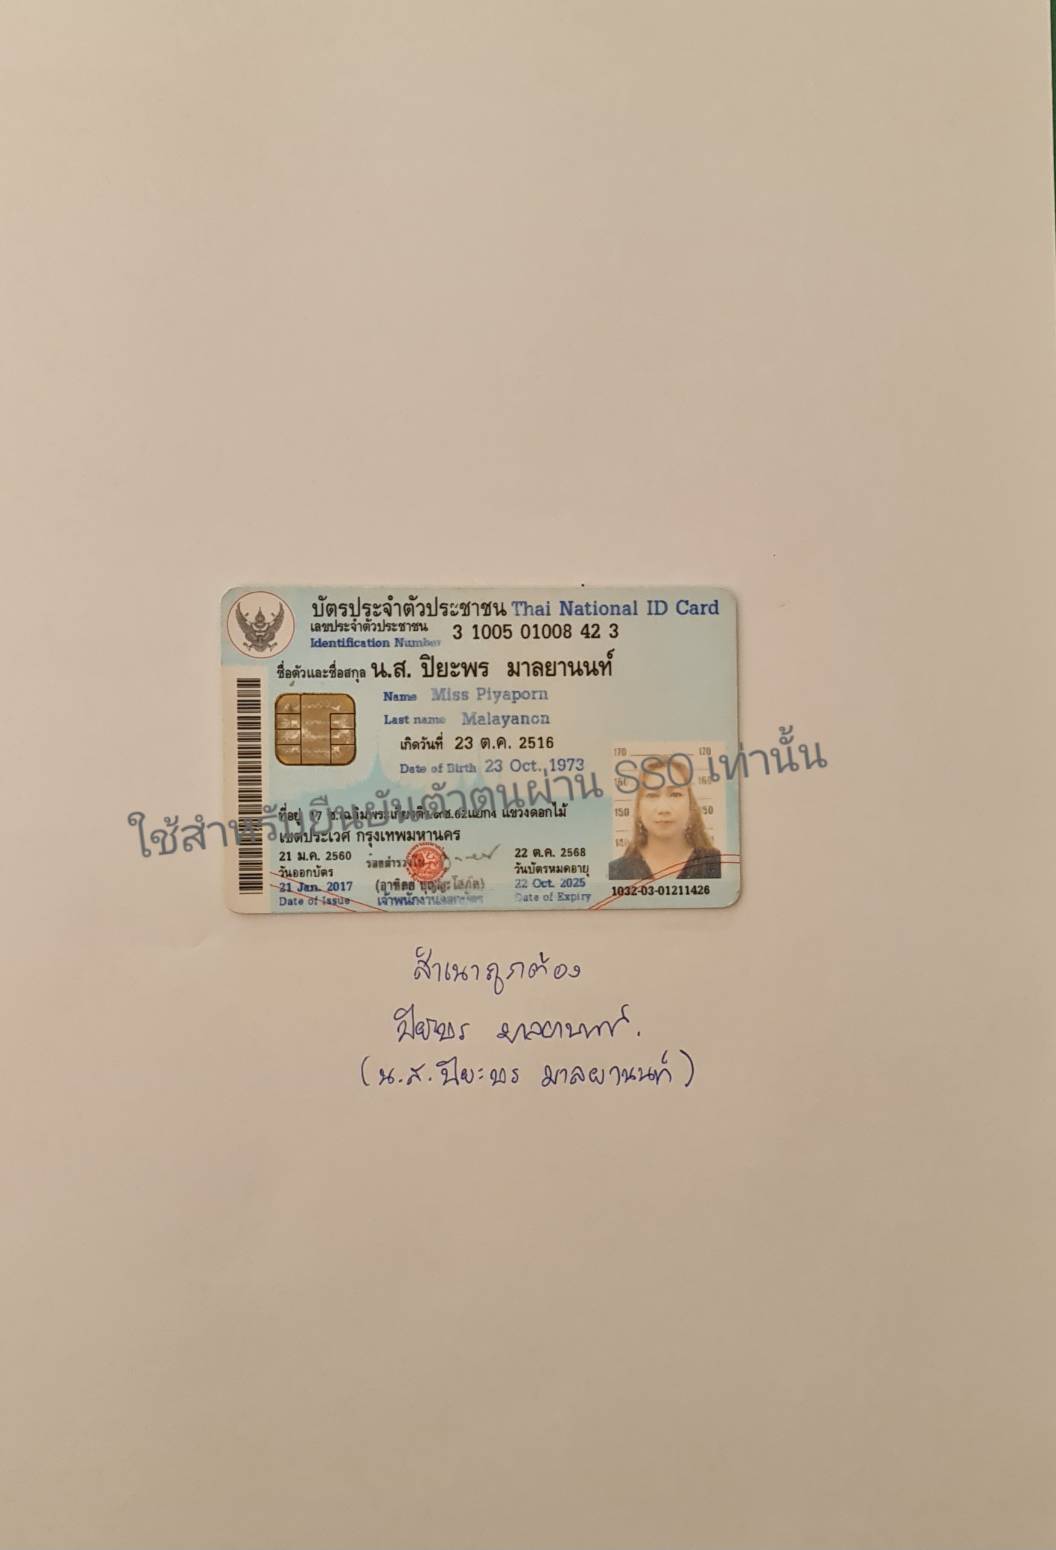 บัตรประจำตัวประชาชน Thai National ID Card
เลขประจำตัวประชาชน
Identification Number
3 1005 01008 42 3
ชื่อตัวและชื่อสกุล น.ส. ปิยะพร มาลยานนท์
Name Miss Piyaporn
Last name Malayanon
เกิดวันที่ 23 ต.ค. 2516
Date of Birth 23 Oct. 1973
ใช้สำหรับยืนยันตัวตนผ่าน SSO เท่านั้น
ที่อยู่ แขวงดอกไม้
เขตประเวศ กรุงเทพมหานคร
170 170
160 160
150 150
21 ม.ค. 2560
วันออกบัตร
21 Jan. 2017
Date of Issue
เจ้าพนักงานออกบัตร
22 ต.ค. 2568
วันบัตรหมดอายุ
22 Oct. 2025
Date of Expiry
1032-03-01211426
สำเนาถูกต้อง
ปิยะพร มาลยานนท์
(น.ส.ปิยะพร มาลยานนท์)